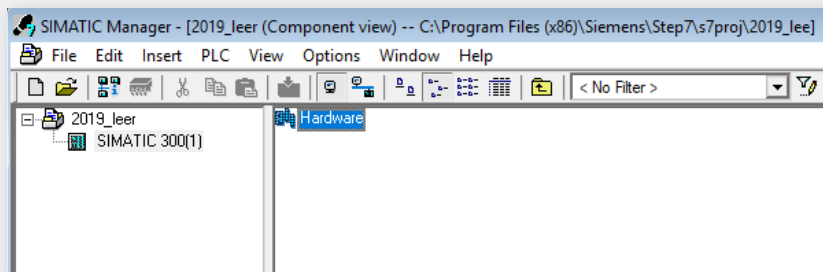 SIMATIC Manager - [2019_leer (Component view) -- C:\Program Files (x86)\Siemens\Step7\s7proj\2019_lee]
File Edit Insert PLC View Options Window Help
< No Filter >
2019_leer
SIMATIC 300(1)
Hardware